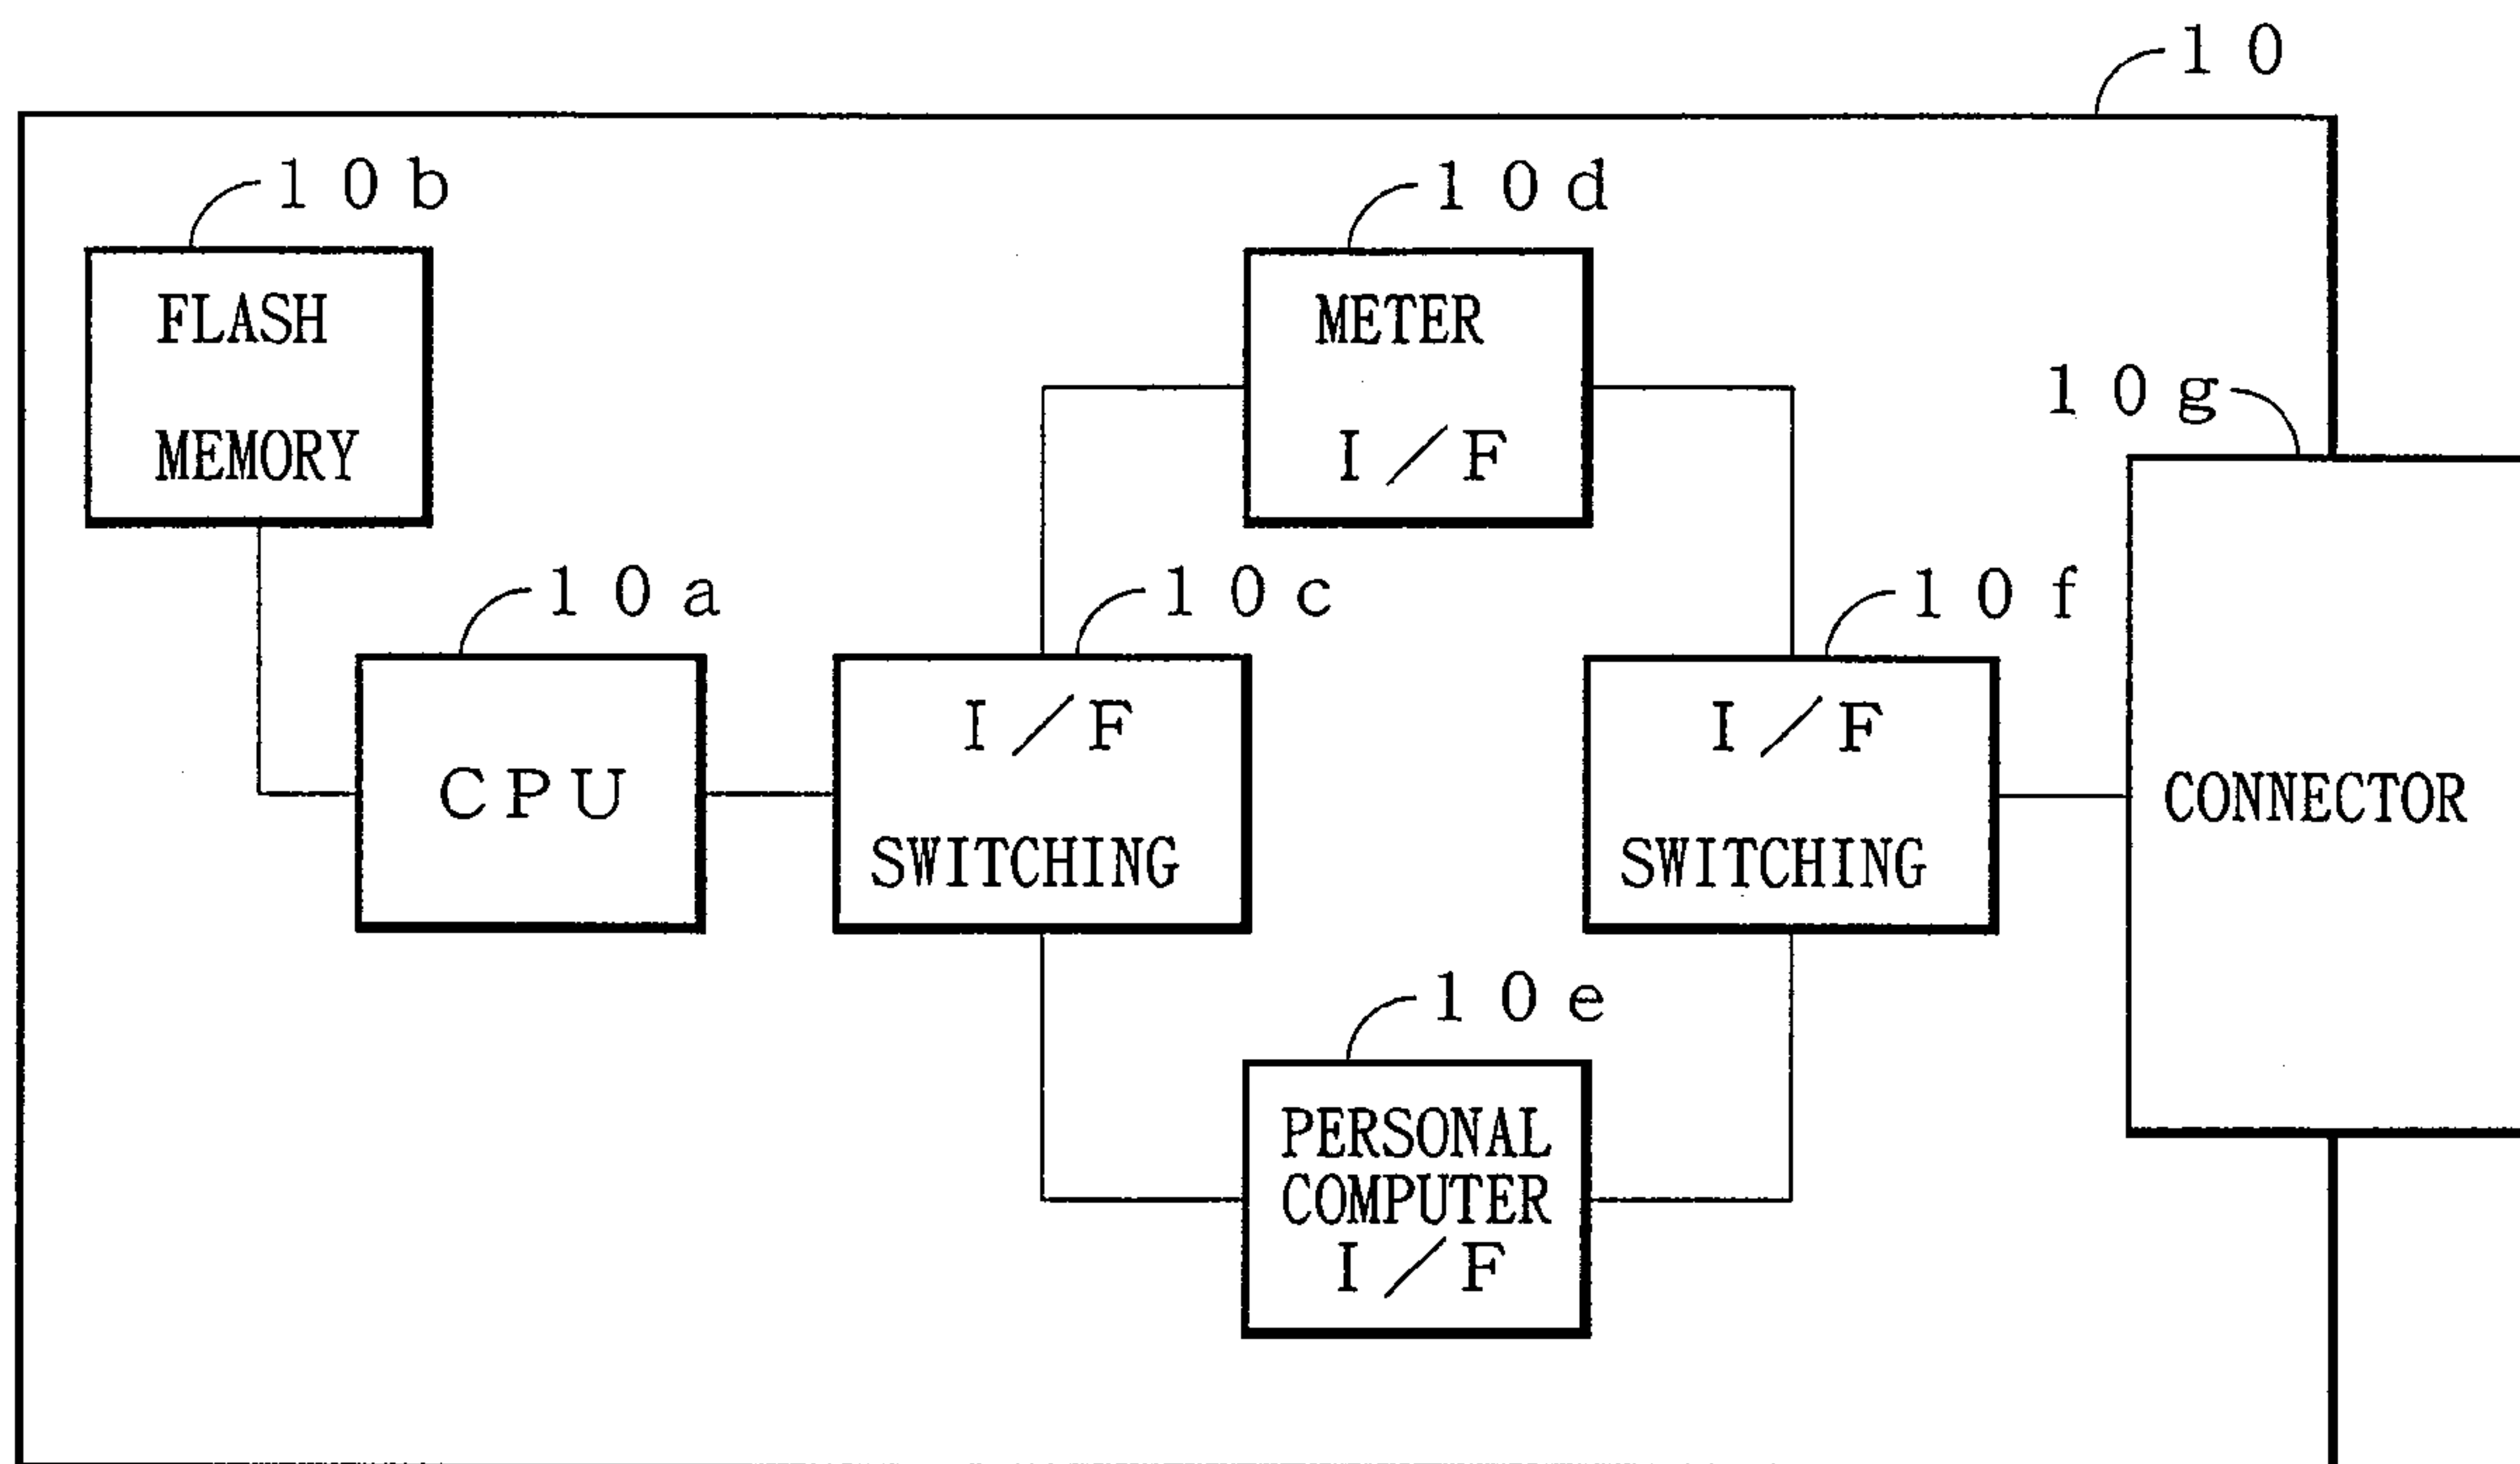 10
10b
FLASH
MEMORY
10d
METER
I/F
10g
CONNECTOR
10a
CPU
10c
I/F
SWITCHING
10f
I/F
SWITCHING
10e
PERSONAL
COMPUTER
I/F